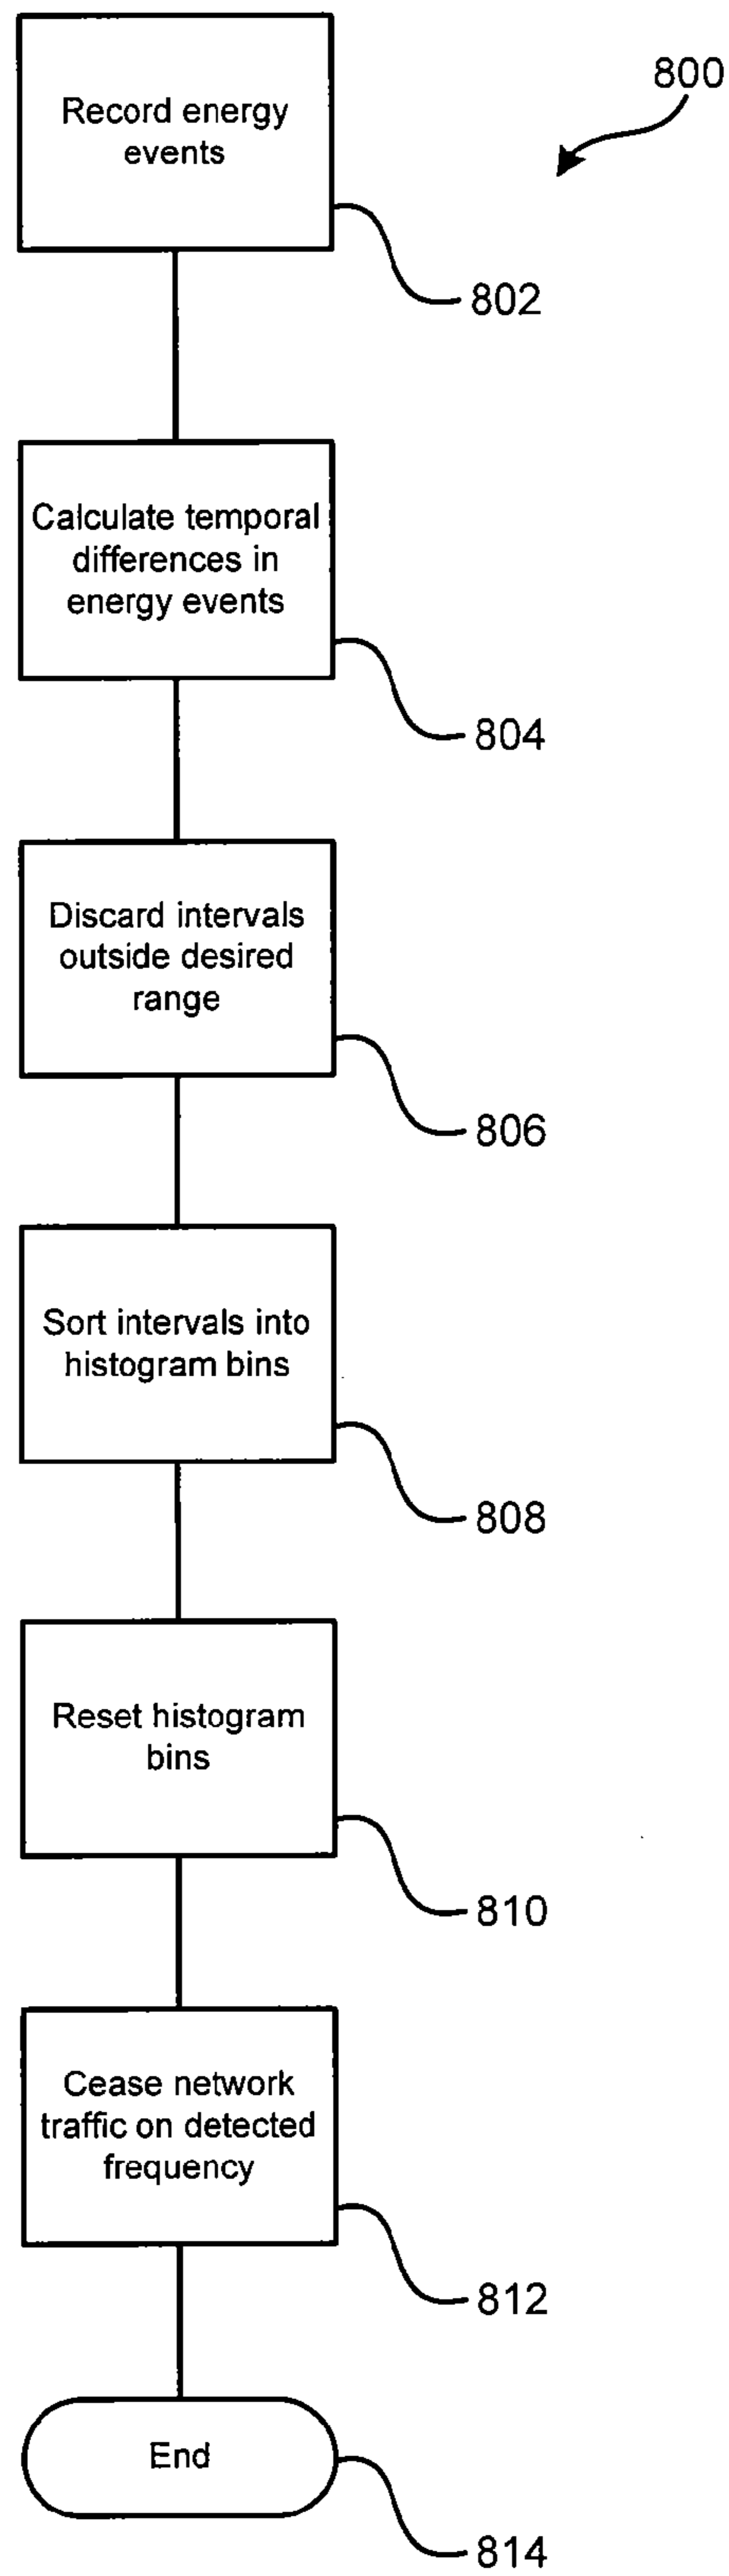 Record energy
events
800
802
Calculate temporal
differences in
energy events
804
Discard intervals
outside desired
range
806
Sort intervals into
histogram bins
808
Reset histogram
bins
810
Cease network
traffic on detected
frequency
812
End
814